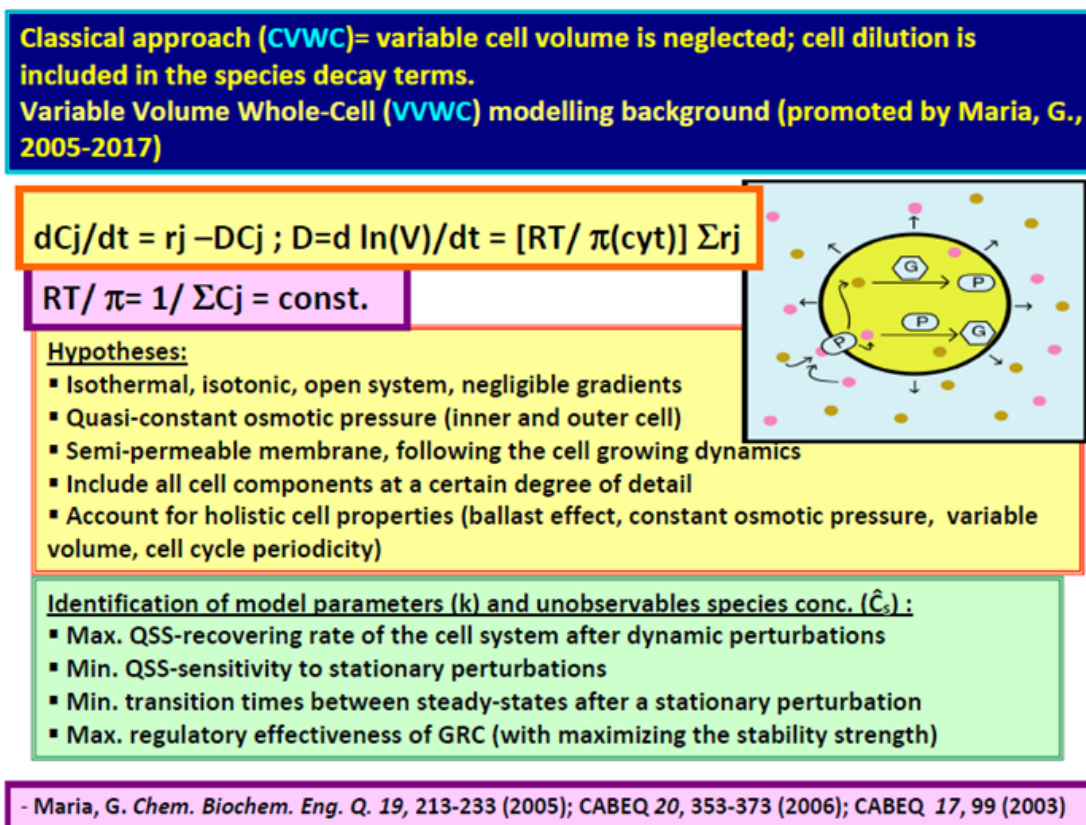 Classical approach (CVWC)= variable cell volume is neglected; cell dilution is
included in the species decay terms.
Variable Volume Whole-Cell (VVWC) modelling background (promoted by Maria, G.,
2005-2017)
dCj/dt = rj –DCj ; D=d ln(V)/dt = [RT/ π(cyt)] Σrj
RT/ π= 1/ ΣCj = const.
G
P
P
P
G
Hypotheses:
▪ Isothermal, isotonic, open system, negligible gradients
▪ Quasi-constant osmotic pressure (inner and outer cell)
▪ Semi-permeable membrane, following the cell growing dynamics
▪ Include all cell components at a certain degree of detail
▪ Account for holistic cell properties (ballast effect, constant osmotic pressure, variable
volume, cell cycle periodicity)
Identification of model parameters (k) and unobservables species conc. (Ĉₛ) :
▪ Max. QSS-recovering rate of the cell system after dynamic perturbations
▪ Min. QSS-sensitivity to stationary perturbations
▪ Min. transition times between steady-states after a stationary perturbation
▪ Max. regulatory effectiveness of GRC (with maximizing the stability strength)
- Maria, G. Chem. Biochem. Eng. Q. 19, 213-233 (2005); CABEQ 20, 353-373 (2006); CABEQ 17, 99 (2003)